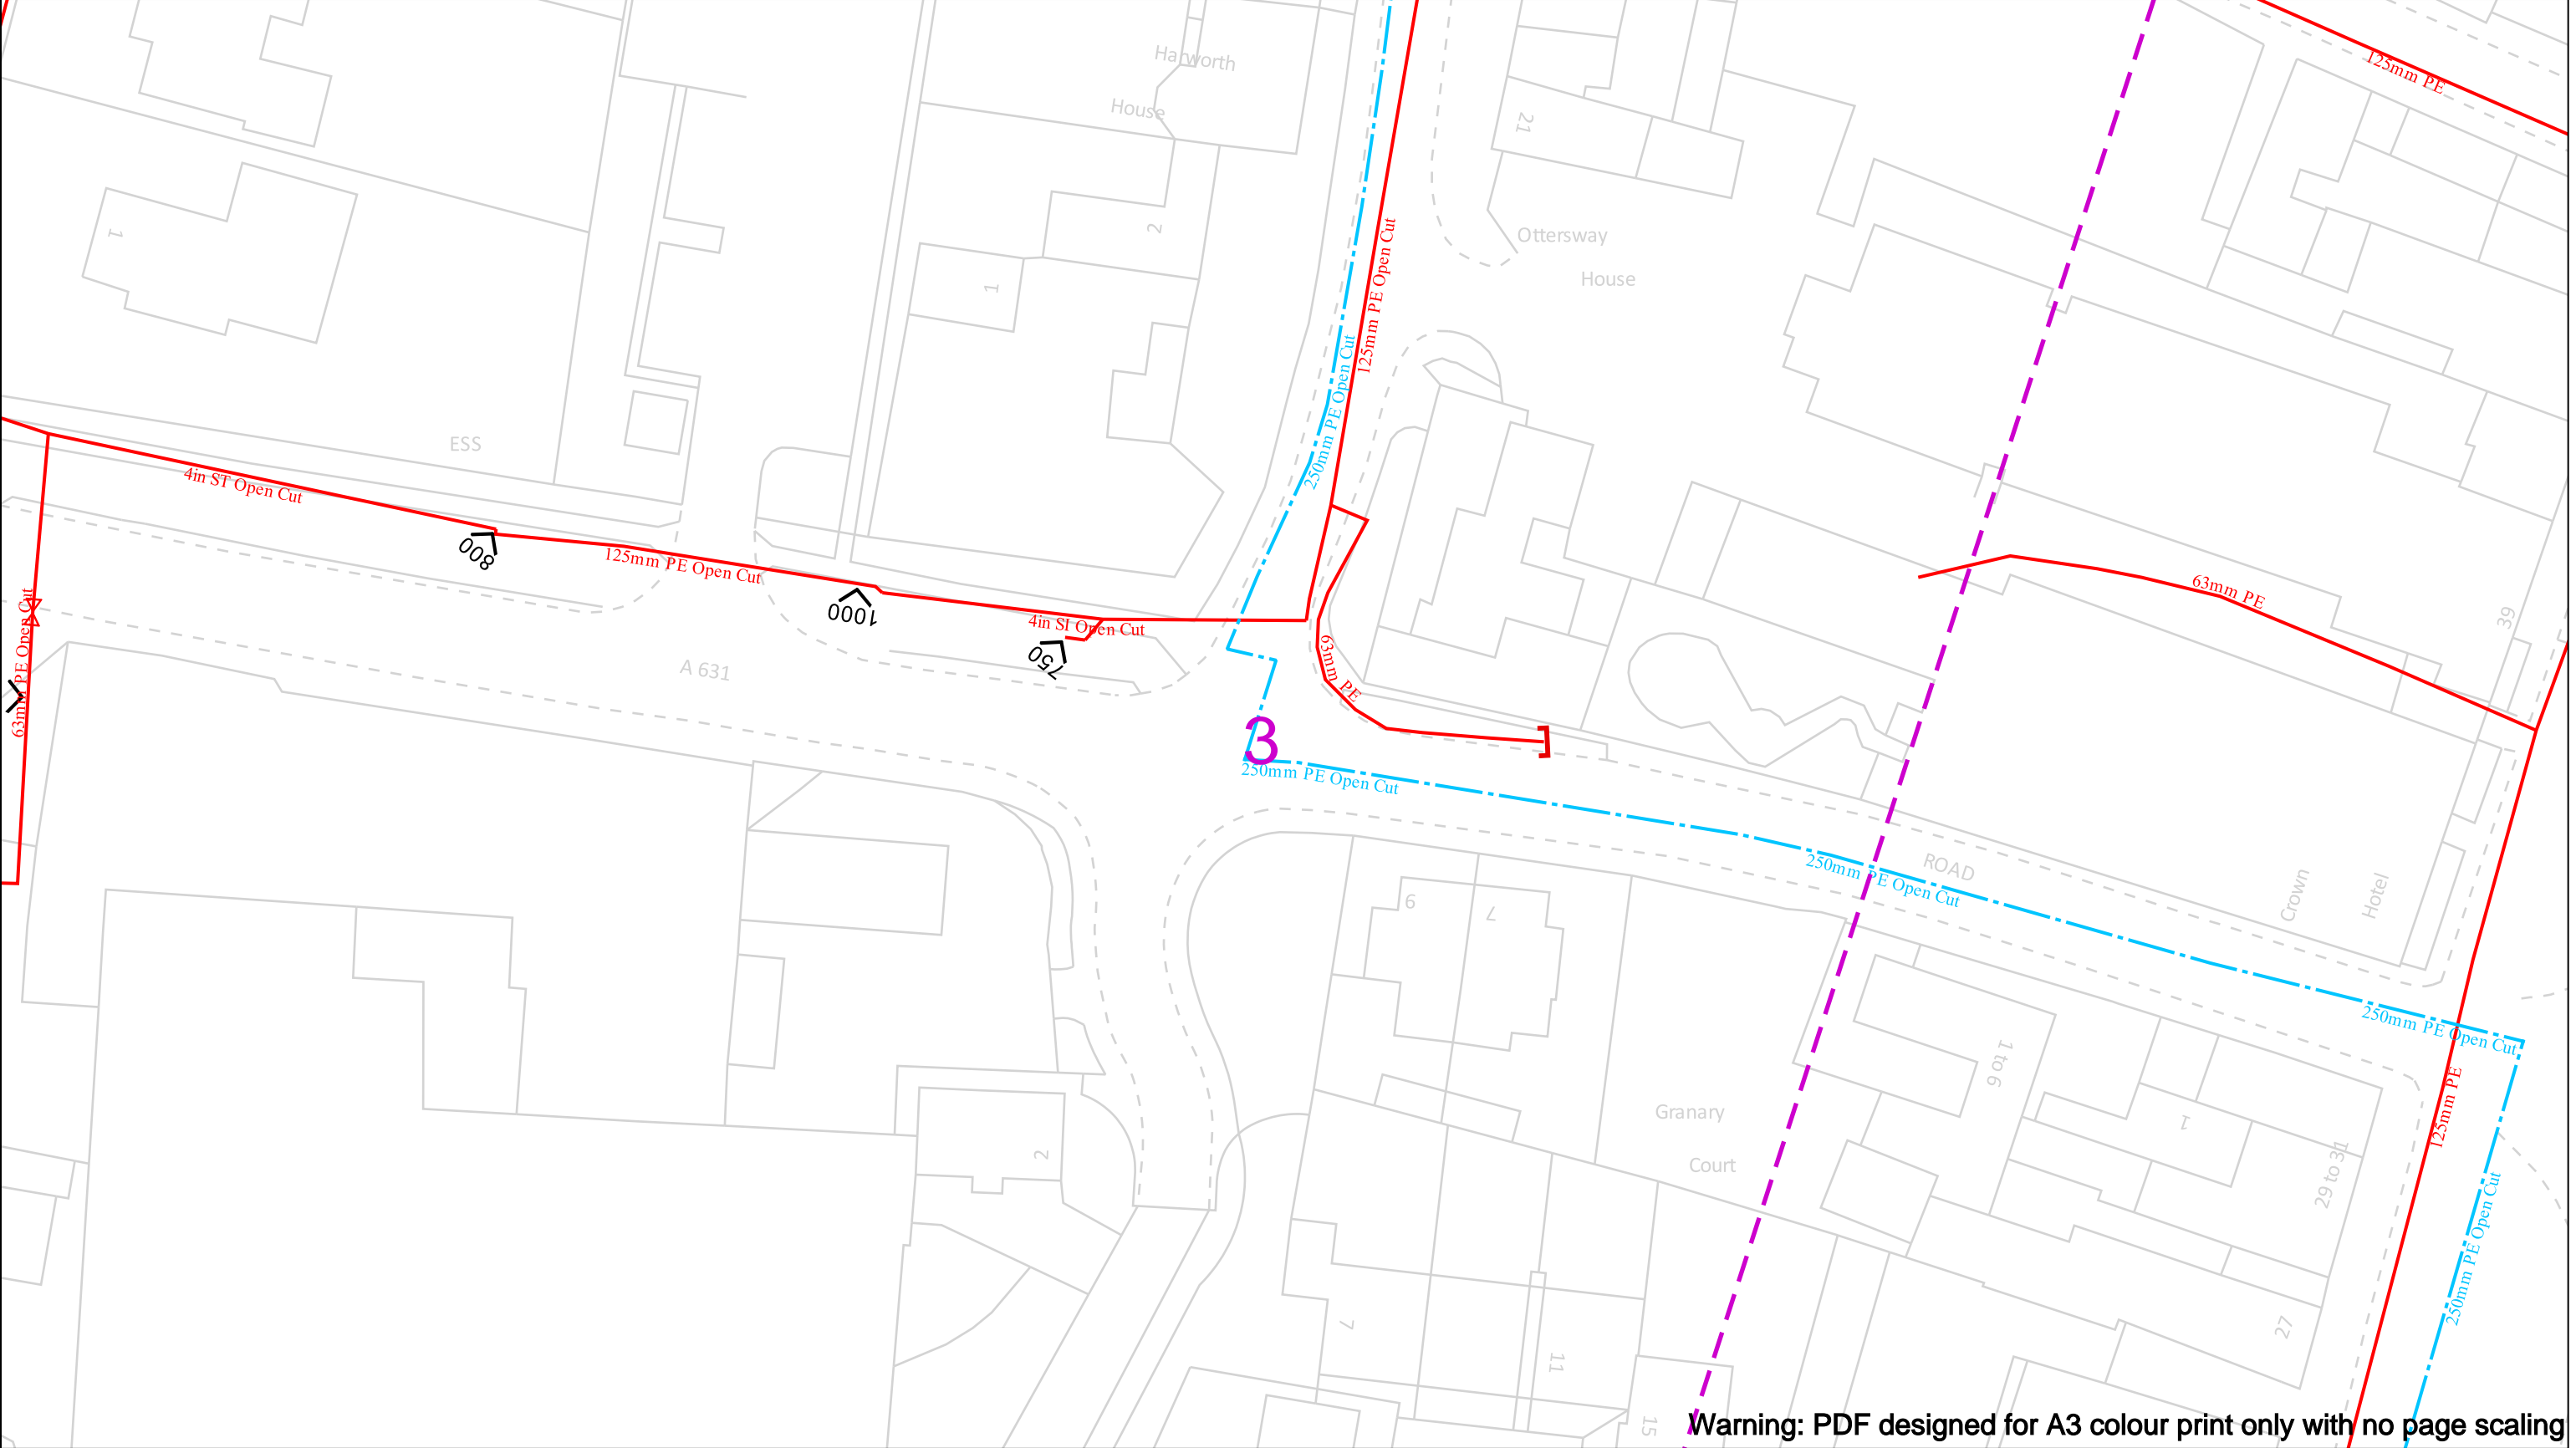 125mm PE
Harworth
House
21
1
2
Ottersway
House
1
125mm PE Open Cut
250mm PE Open Cut
ESS
4in ST Open Cut
800
125mm PE Open Cut
1000
4in SI Open Cut
750
63mm PE Open Cut
A 631
63mm PE
63mm PE
39
3
250mm PE Open Cut
250mm PE Open Cut
ROAD
Crown
Hotel
6
7
250mm PE Open Cut
1 to 6
125mm PE
Granary
Court
1
2
29 to 31
250mm PE Open Cut
7
27
11
15
Warning: PDF designed for A3 colour print only with no page scaling